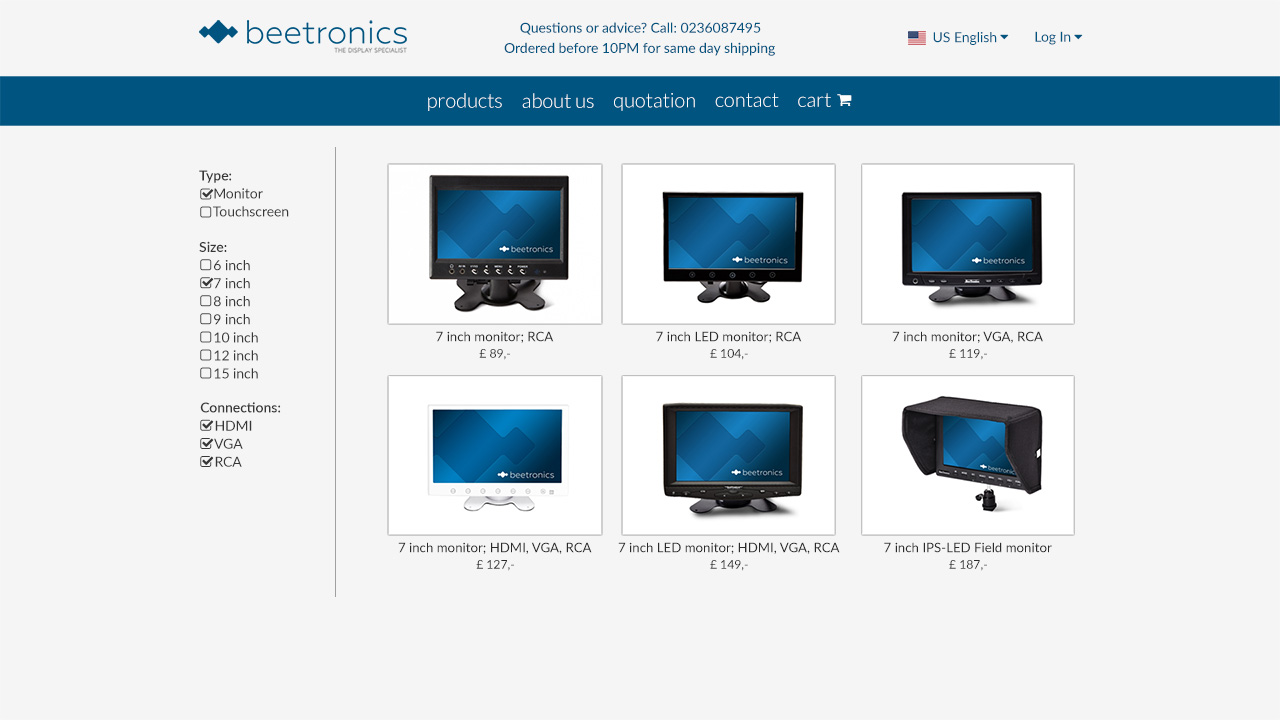 beetronics
THE DISPLAY SPECIALIST
Questions or advice? Call: 0236087495
Ordered before 10PM for same day shipping
US English
Log In
products about us quotation contact cart
Type:
Monitor
Touchscreen
Size:
6 inch
7 inch
8 inch
9 inch
10 inch
12 inch
15 inch
Connections:
HDMI
VGA
RCA
beetronics
7 inch monitor; RCA
£ 89,-
beetronics
7 inch LED monitor; RCA
£ 104,-
beetronics
7 inch monitor; VGA, RCA
£ 119,-
beetronics
7 inch monitor; HDMI, VGA, RCA
£ 127,-
beetronics
7 inch LED monitor; HDMI, VGA, RCA
£ 149,-
beetronics
7 inch IPS-LED Field monitor
£ 187,-